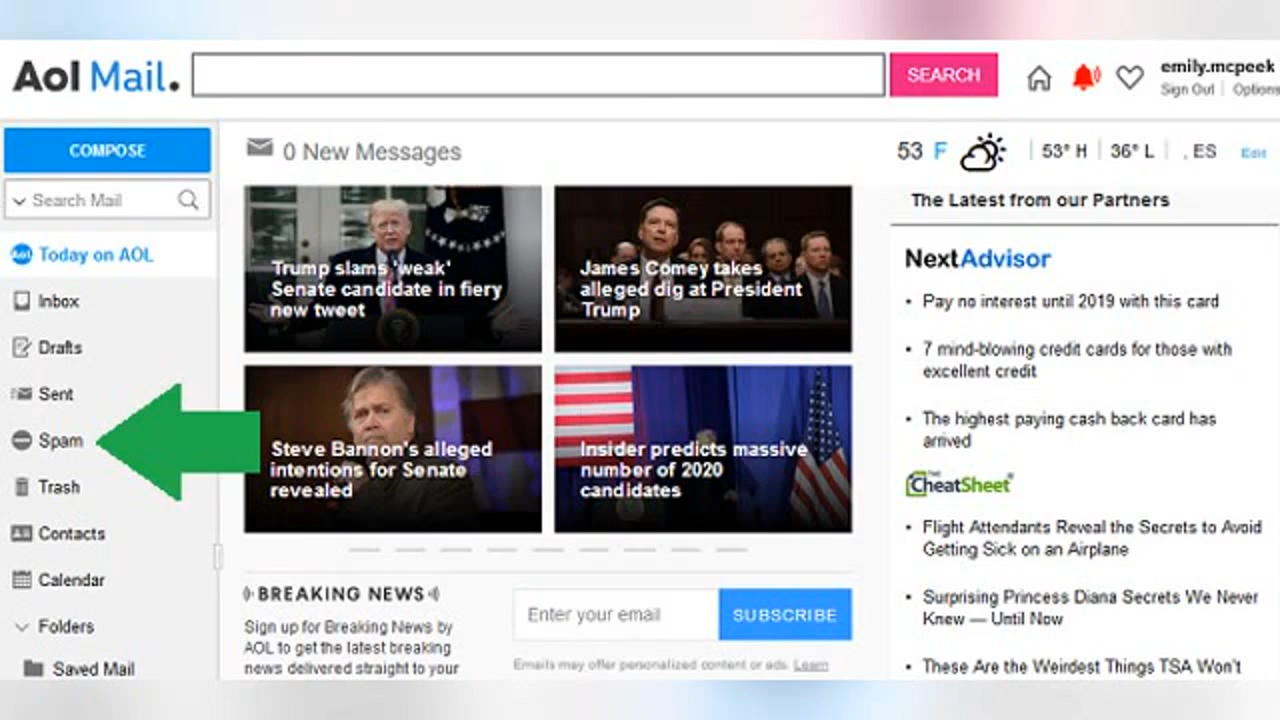 Aol Mail.
SEARCH
emily.mcpeek
Sign Out | Options
COMPOSE
Search Mail
Aol Today on AOL
Inbox
Drafts
Sent
Spam
Trash
Contacts
Calendar
Folders
Saved Mail
0 New Messages
Trump slams 'weak'
Senate candidate in fiery
new tweet
James Comey takes
alleged dig at President
Trump
Steve Bannon's alleged
intentions for Senate
revealed
Insider predicts massive
number of 2020
candidates
BREAKING NEWS
Sign up for Breaking News by
AOL to get the latest breaking
news delivered straight to your
Enter your email
SUBSCRIBE
Emails may offer personalized content or ads. Learn
53 F | 53° H | 36° L | , ES Edit
The Latest from our Partners
NextAdvisor
• Pay no interest until 2019 with this card
• 7 mind-blowing credit cards for those with
excellent credit
• The highest paying cash back card has
arrived
THE
CheatSheet®
• Flight Attendants Reveal the Secrets to Avoid
Getting Sick on an Airplane
• Surprising Princess Diana Secrets We Never
Knew — Until Now
• These Are the Weirdest Things TSA Won't